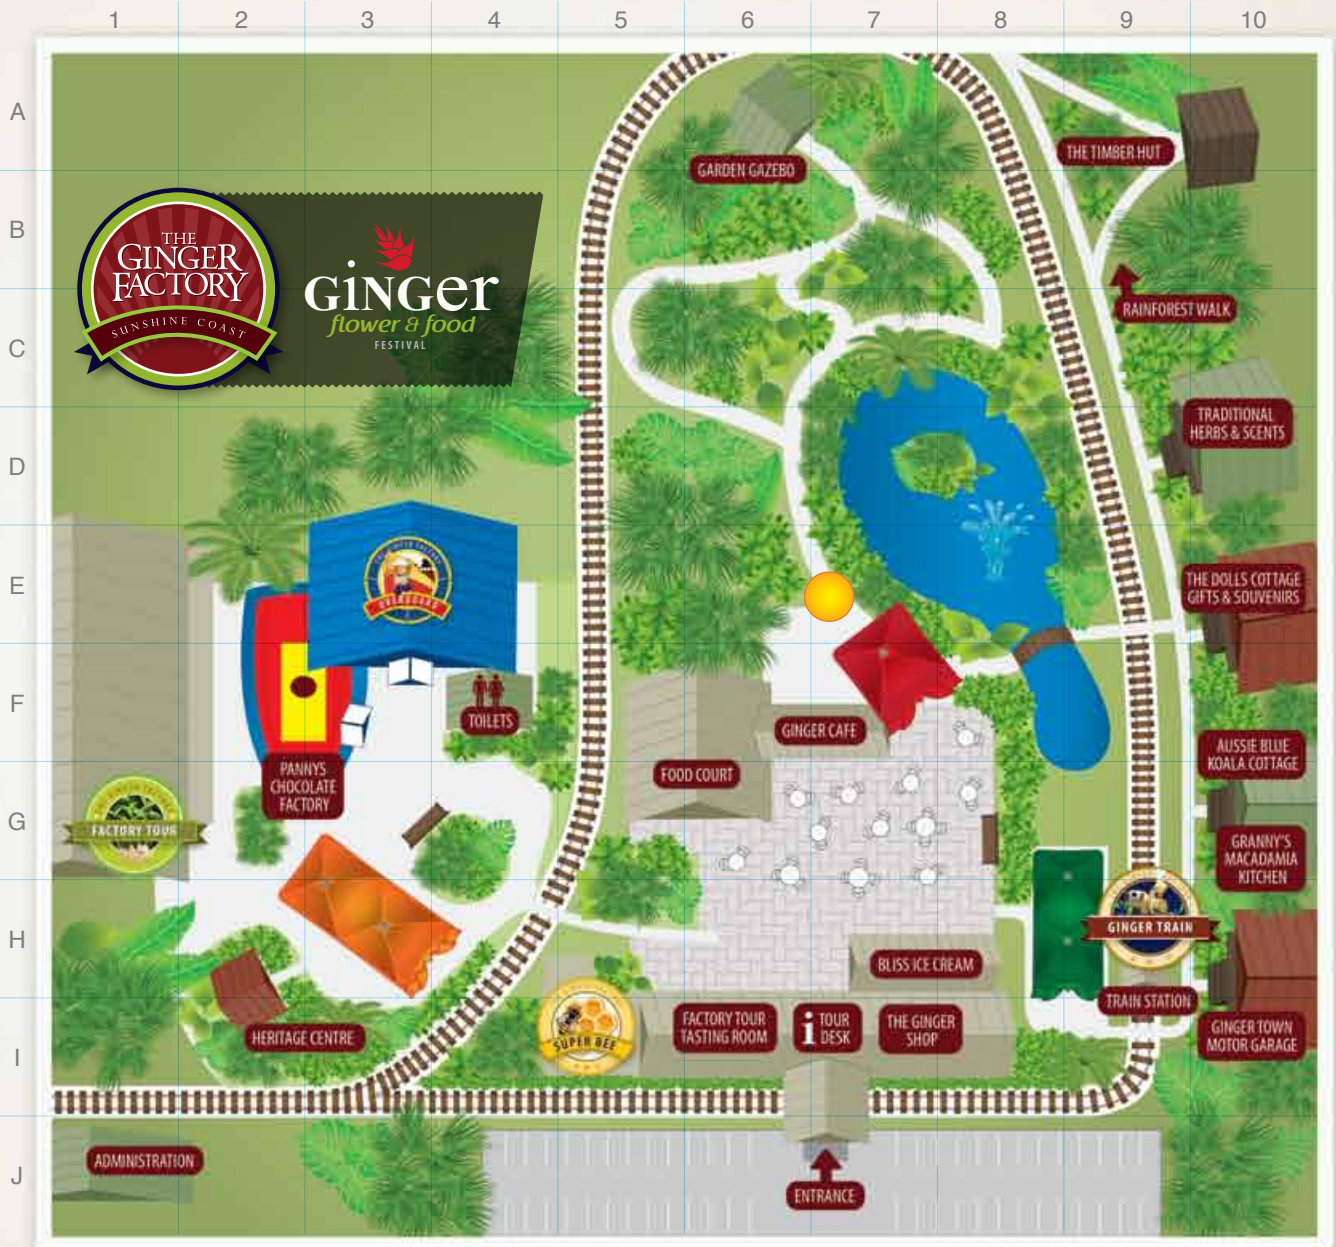 1 2 3 4 5 6 7 8 9 10
A
B
C
D
E
F
G
H
I
J
THE
GINGER
FACTORY
SUNSHINE COAST
GiNGer
flower & food
FESTIVAL
GARDEN GAZEBO
THE TIMBER HUT
RAINFOREST WALK
TRADITIONAL
HERBS & SCENTS
THE DOLLS COTTAGE
GIFTS & SOUVENIRS
OVERBOARD
TOILETS
PANNYS
CHOCOLATE
FACTORY
FACTORY TOUR
GINGER CAFE
FOOD COURT
AUSSIE BLUE
KOALA COTTAGE
GRANNY'S
MACADAMIA
KITCHEN
GINGER TRAIN
TRAIN STATION
BLISS ICE CREAM
HERITAGE CENTRE
SUPER BEE
FACTORY TOUR
TASTING ROOM
i TOUR
DESK
THE GINGER
SHOP
GINGER TOWN
MOTOR GARAGE
ADMINISTRATION
ENTRANCE